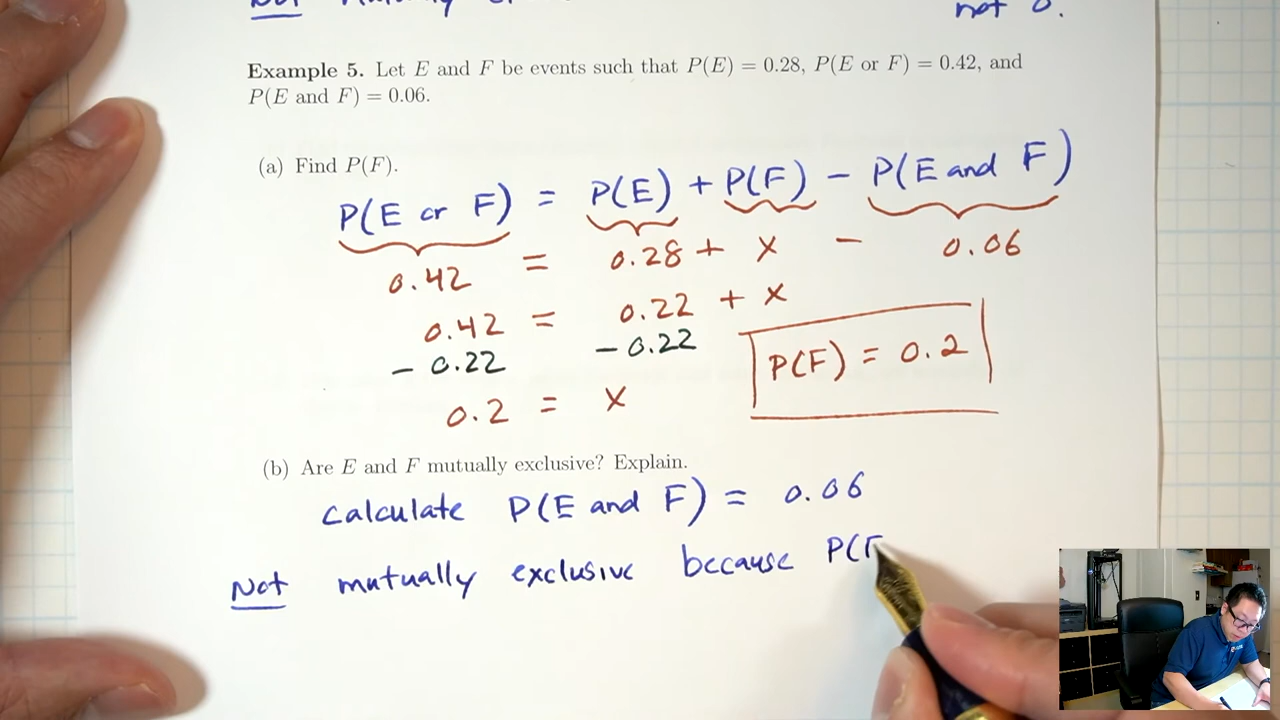 Not
not 0.
Example 5. Let E and F be events such that P(E) = 0.28, P(E or F) = 0.42, and
P(E and F) = 0.06.
(a) Find P(F).
P(E or F) = P(E) + P(F) − P(E and F)
0.42 = 0.28 + x − 0.06
0.42 = 0.22 + x
− 0.22 − 0.22
0.2 = x
P(F) = 0.2
(b) Are E and F mutually exclusive? Explain.
Calculate P(E and F) = 0.06
Not mutually exclusive because P(